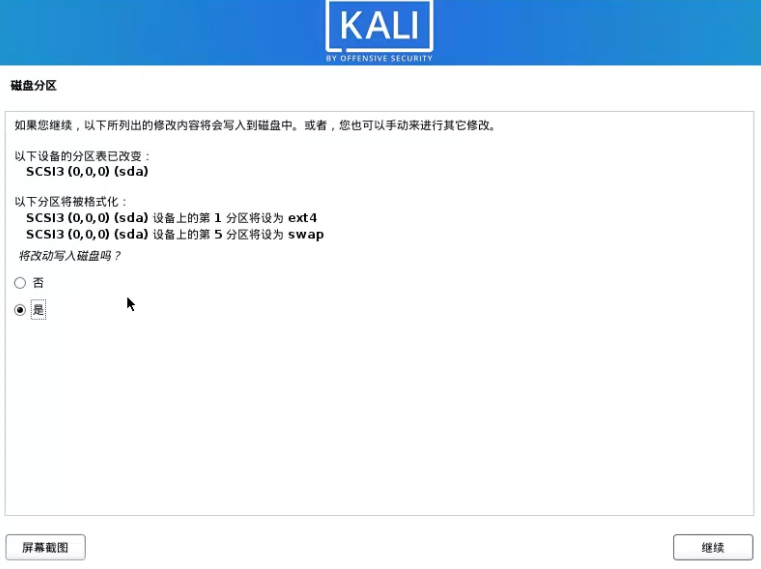 KALI
BY OFFENSIVE SECURITY
磁盘分区
如果您继续，以下所列出的修改内容将会写入到磁盘中。或者，您也可以手动来进行其它修改。
以下设备的分区表已改变：
SCSI3 (0,0,0) (sda)
以下分区将被格式化：
SCSI3 (0,0,0) (sda) 设备上的第 1 分区将设为 ext4
SCSI3 (0,0,0) (sda) 设备上的第 5 分区将设为 swap
将改动写入磁盘吗？
否
是
屏幕截图
继续